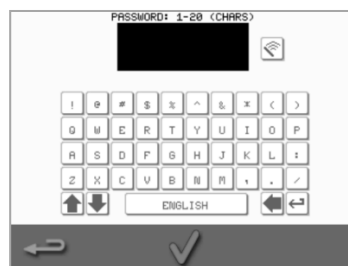 PASSWORD: 1-20 (CHARS)
! @ # $ % ^ & * ( )
Q W E R T Y U I O P
A S D F G H J K L :
Z X C V B N M , . /
ENGLISH